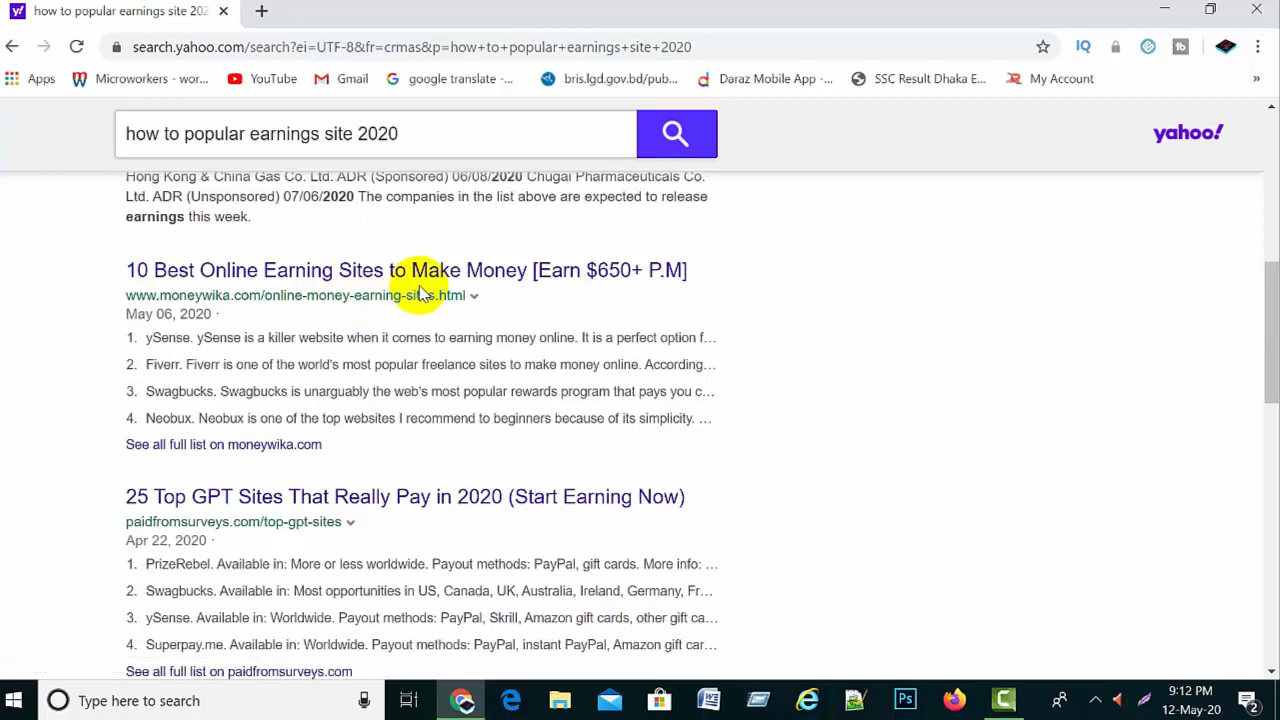 how to popular earnings site 202
search.yahoo.com/search?ei=UTF-8&fr=crmas&p=how+to+popular+earnings+site+2020
IQ
tb
Apps
Microworkers - wor...
YouTube
Gmail
google translate -...
bris.lgd.gov.bd/pub...
Daraz Mobile App -...
SSC Result Dhaka E...
My Account
»
how to popular earnings site 2020
yahoo!
Hong Kong & China Gas Co. Ltd. ADR (Sponsored) 06/08/2020 Chugai Pharmaceuticals Co.
Ltd. ADR (Unsponsored) 07/06/2020 The companies in the list above are expected to release
earnings this week.
10 Best Online Earning Sites to Make Money [Earn $650+ P.M]
www.moneywika.com/online-money-earning-sites.html
May 06, 2020 ·
1. ySense. ySense is a killer website when it comes to earning money online. It is a perfect option f...
2. Fiverr. Fiverr is one of the world's most popular freelance sites to make money online. According...
3. Swagbucks. Swagbucks is unarguably the web's most popular rewards program that pays you c...
4. Neobux. Neobux is one of the top websites I recommend to beginners because of its simplicity. ...
See all full list on moneywika.com
25 Top GPT Sites That Really Pay in 2020 (Start Earning Now)
paidfromsurveys.com/top-gpt-sites
Apr 22, 2020 ·
1. PrizeRebel. Available in: More or less worldwide. Payout methods: PayPal, gift cards. More info: ...
2. Swagbucks. Available in: Most opportunities in US, Canada, UK, Australia, Ireland, Germany, Fr...
3. ySense. Available in: Worldwide. Payout methods: PayPal, Skrill, Amazon gift cards, other gift ca...
4. Superpay.me. Available in: Worldwide. Payout methods: PayPal, instant PayPal, Amazon gift car...
See all full list on paidfromsurveys.com
Type here to search
Ps
9:12 PM
12-May-20
2